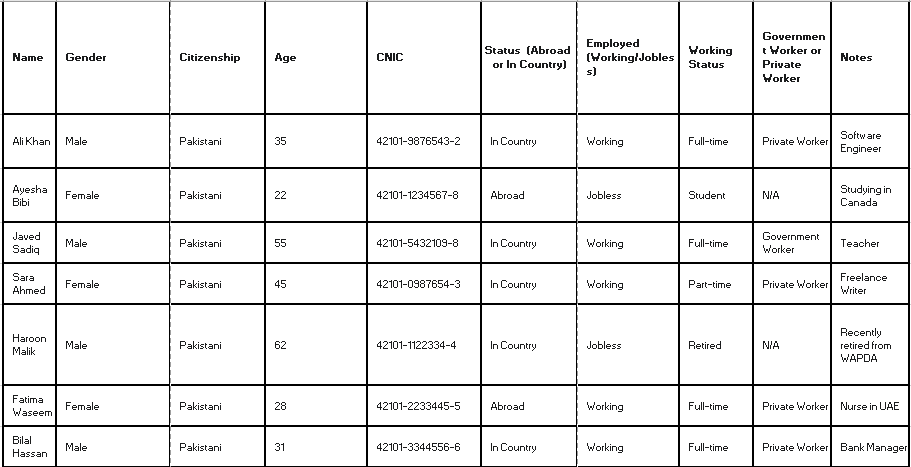 Name Gender Citizenship Age CNIC Status (Abroad or In Country) Employed (Working/Jobless) Working Status Government Worker or Private Worker Notes
Ali Khan Male Pakistani 35 42101-9876543-2 In Country Working Full-time Private Worker Software Engineer
Ayesha Bibi Female Pakistani 22 42101-1234567-8 Abroad Jobless Student N/A Studying in Canada
Javed Sadiq Male Pakistani 55 42101-5432109-8 In Country Working Full-time Government Worker Teacher
Sara Ahmed Female Pakistani 45 42101-0987654-3 In Country Working Part-time Private Worker Freelance Writer
Haroon Malik Male Pakistani 62 42101-1122334-4 In Country Jobless Retired N/A Recently retired from WAPDA
Fatima Waseem Female Pakistani 28 42101-2233445-5 Abroad Working Full-time Private Worker Nurse in UAE
Bilal Hassan Male Pakistani 31 42101-3344556-6 In Country Working Full-time Private Worker Bank Manager